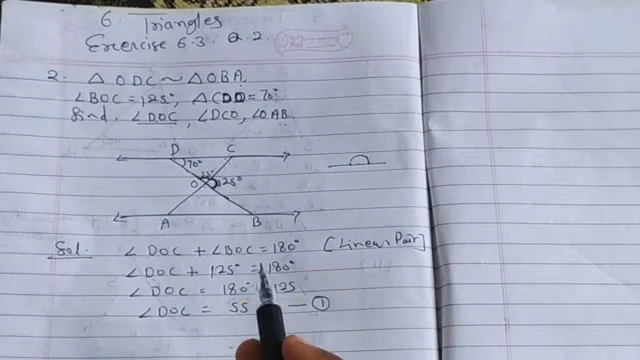 6. Triangles
Exercise 6.3. Q.2.
2. △ODC ~ △OBA,
∠BOC = 125°, △CDO = 70°
Find. ∠DOC, ∠DCO, ∠OAB.
D C
70°
55°
O 125°
A B
Sol. ∠DOC + ∠BOC = 180° [Linear Pair]
∠DOC + 125° = 180°
∠DOC = 180° 125
∠DOC = 55 — ①